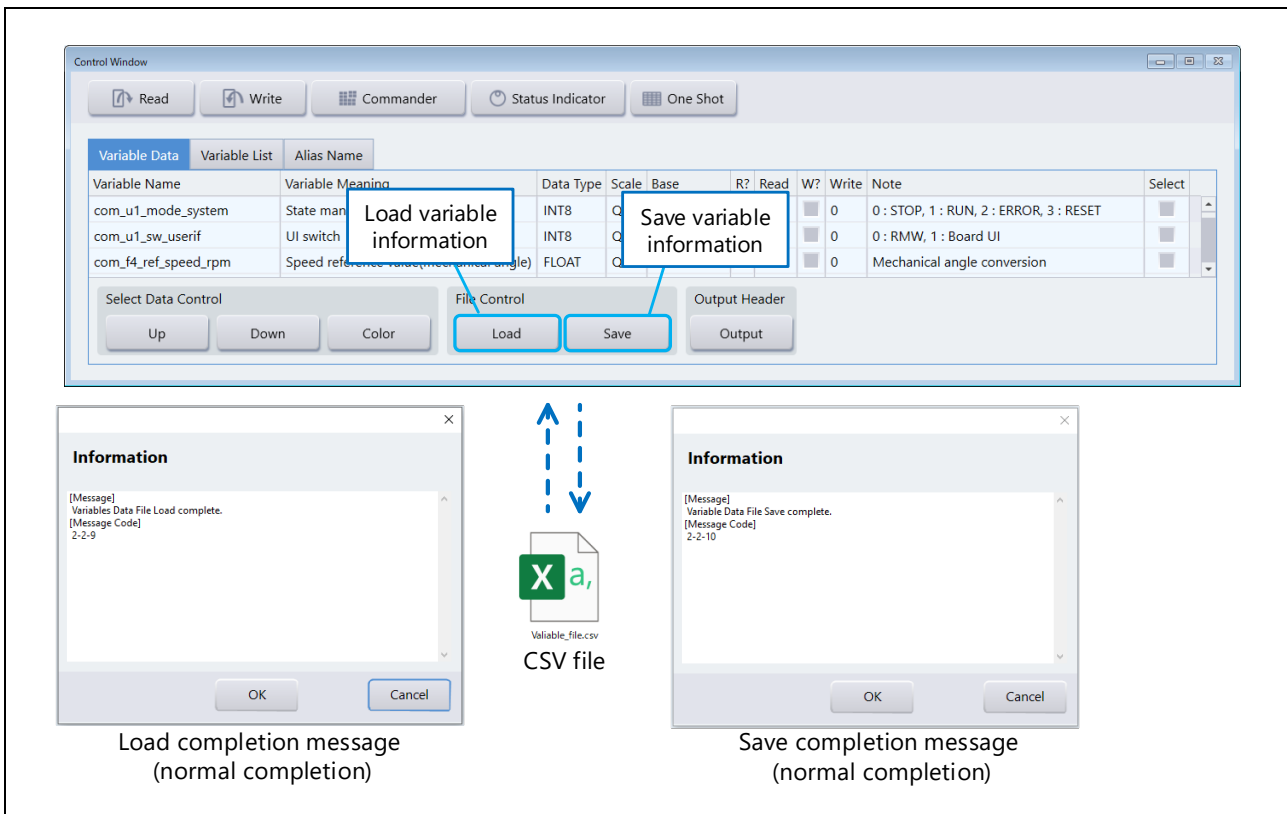 Control Window
Read Write Commander Status Indicator One Shot
Variable Data Variable List Alias Name
Variable Name Variable Meaning Data Type Scale Base R? Read W? Write Note Select
com_u1_mode_system State man INT8 Q 0 0 : STOP, 1 : RUN, 2 : ERROR, 3 : RESET
com_u1_sw_userif UI switch INT8 Q 0 0 : RMW, 1 : Board UI
com_f4_ref_speed_rpm Speed reference value(mechanical angle) FLOAT Q 0 Mechanical angle conversion
Load variable
information
Save variable
information
Select Data Control File Control Output Header
Up Down Color Load Save Output
Information
[Message]
Variables Data File Load complete.
[Message Code]
2-2-9
OK Cancel
Load completion message
(normal completion)
Valiable_file.csv
CSV file
Information
[Message]
Variable Data File Save complete.
[Message Code]
2-2-10
OK Cancel
Save completion message
(normal completion)